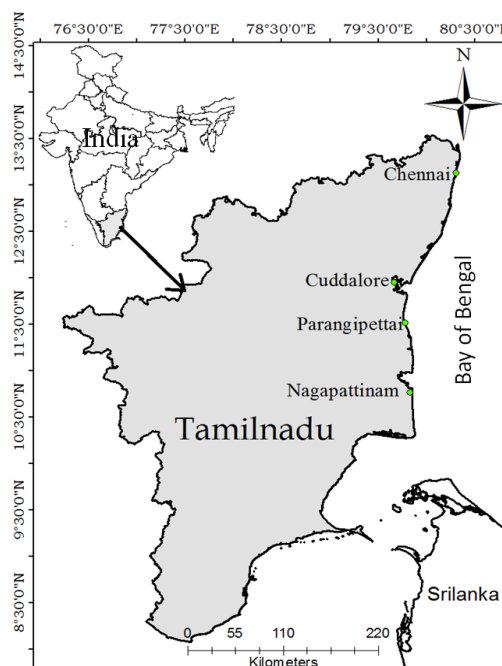 76°30'0"E 77°30'0"E 78°30'0"E 79°30'0"E 80°30'0"E
14°30'0"N
13°30'0"N
12°30'0"N
11°30'0"N
10°30'0"N
9°30'0"N
8°30'0"N
N
India
Chennai
Cuddalore
Parangipettai
Nagapattinam
Bay of Bengal
Tamilnadu
Srilanka
0 55 110 220
Kilometers